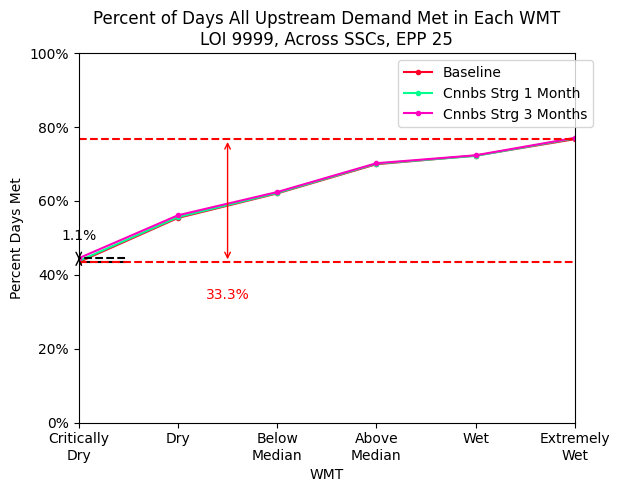 Percent of Days All Upstream Demand Met in Each WMT
LOI 9999, Across SSCs, EPP 25
100%
80%
60%
40%
20%
0%
Percent Days Met
Baseline
Cnnbs Strg 1 Month
Cnnbs Strg 3 Months
1.1%
33.3%
Critically
Dry
Dry
Below
Median
Above
Median
Wet
Extremely
Wet
WMT